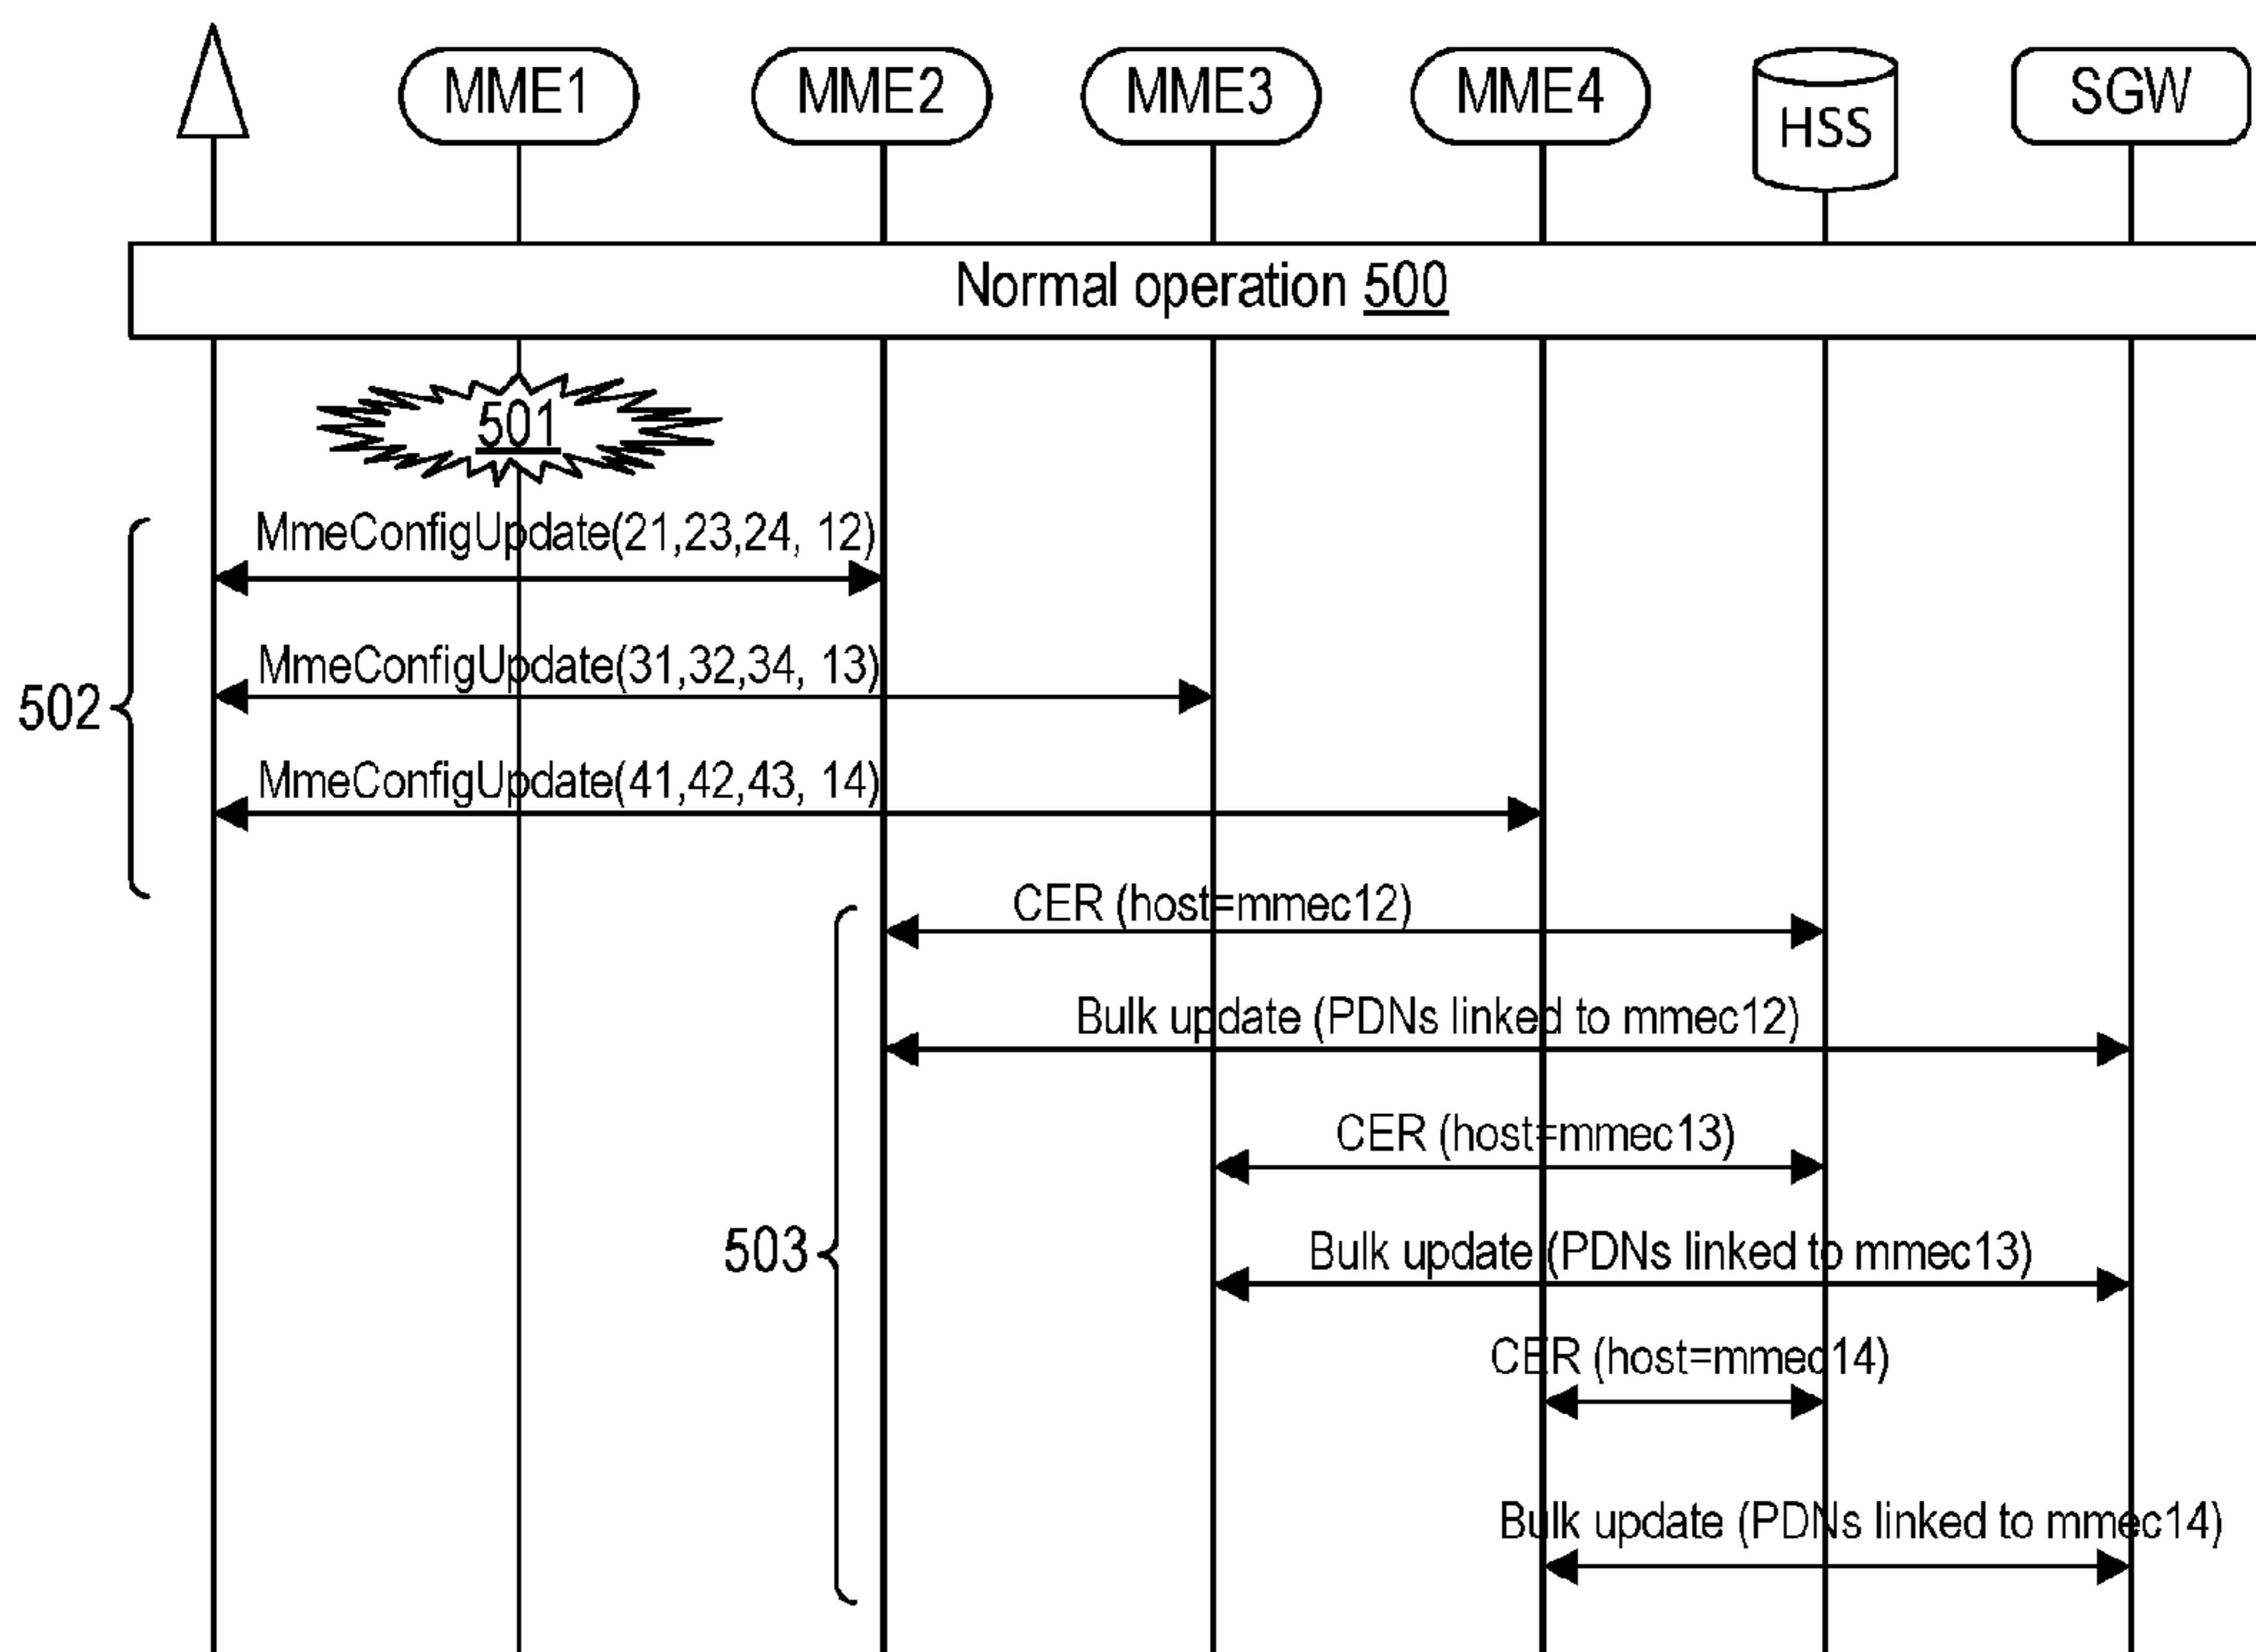 MME1
MME2
MME3
MME4
HSS
SGW
Normal operation 500
501
MmeConfigUpdate(21,23,24, 12)
MmeConfigUpdate(31,32,34, 13)
502
MmeConfigUpdate(41,42,43, 14)
CER (host=mmec12)
Bulk update (PDNs linked to mmec12)
CER (host=mmec13)
503
Bulk update (PDNs linked to mmec13)
CER (host=mmec14)
Bulk update (PDNs linked to mmec14)